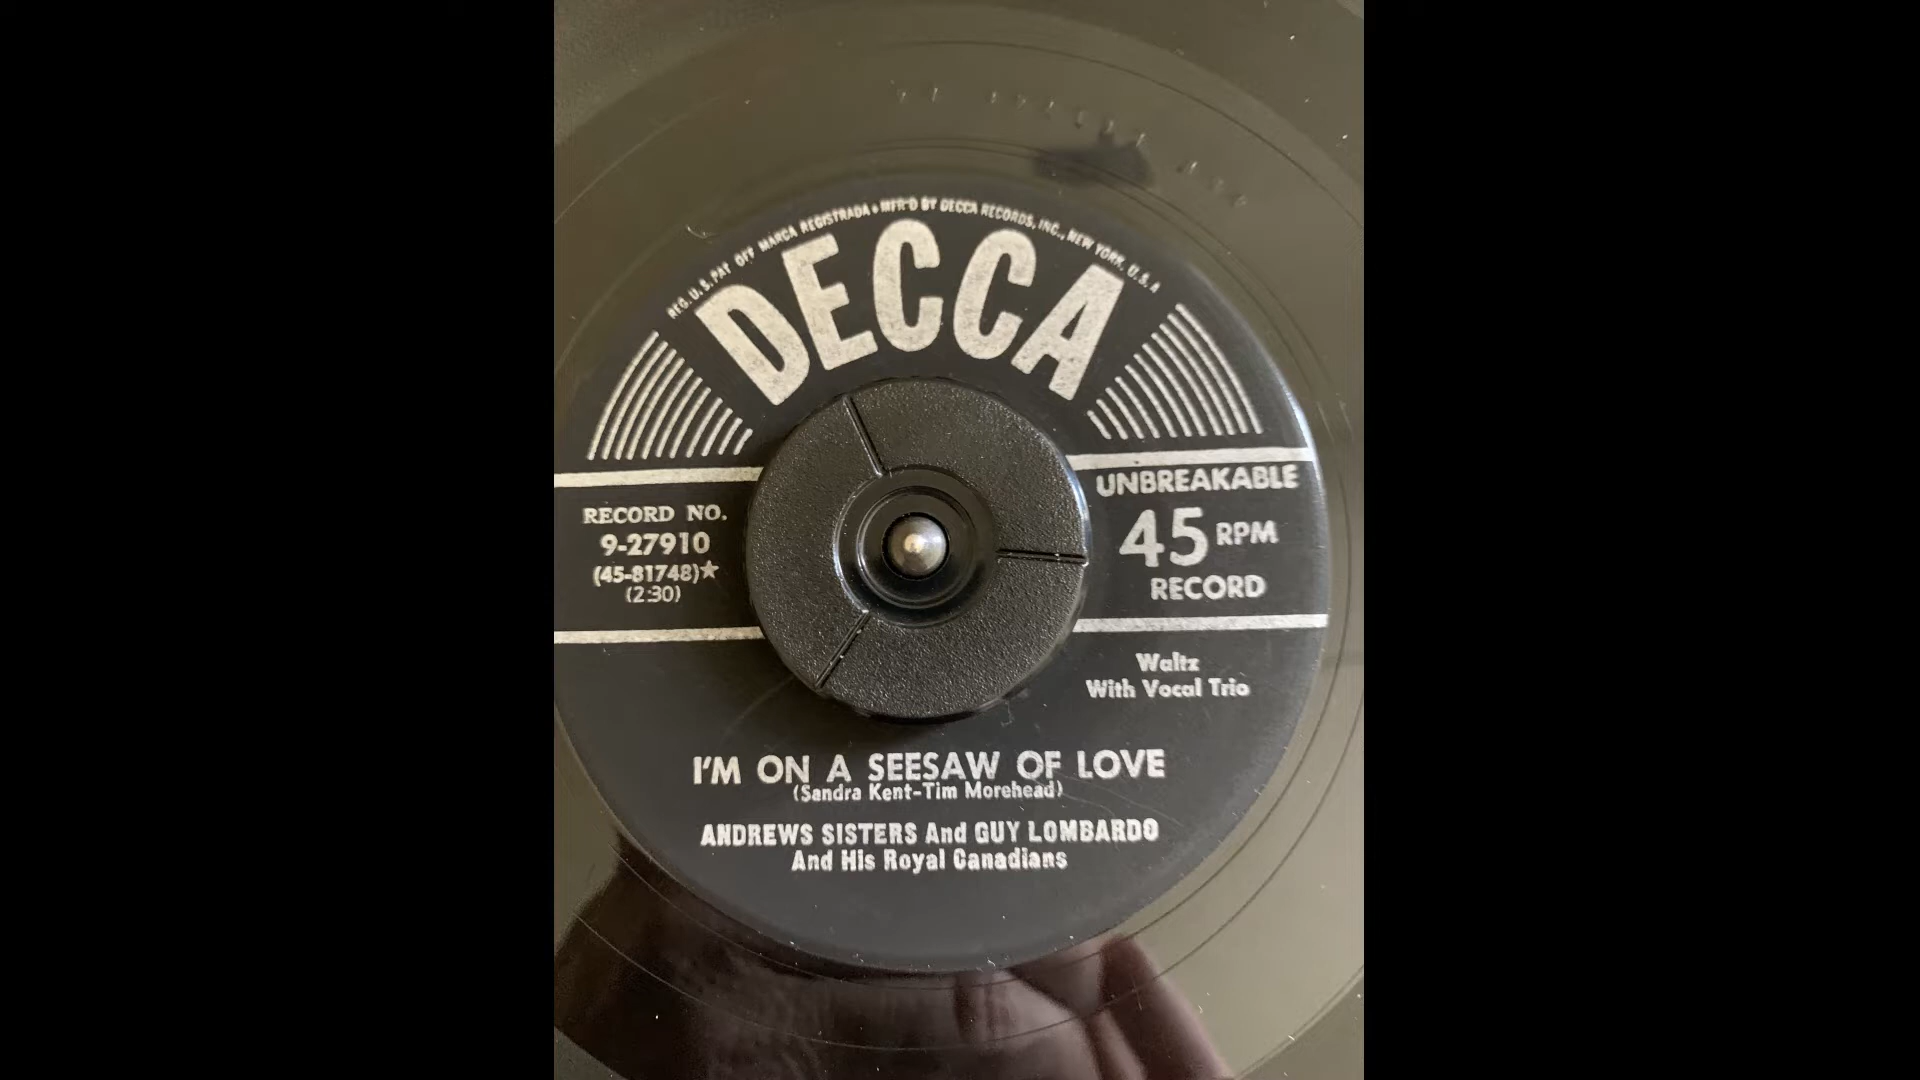 REG. U.S. PAT OFF MARCA REGISTRADA • MFR'D BY DECCA RECORDS, INC., NEW YORK, U.S.A
DECCA
RECORD NO.
9-27910
(45-81748)★
(2:30)
UNBREAKABLE
45 RPM
RECORD
Waltz
With Vocal Trio
I'M ON A SEESAW OF LOVE
(Sandra Kent-Tim Morehead)
ANDREWS SISTERS And GUY LOMBARDO
And His Royal Canadians